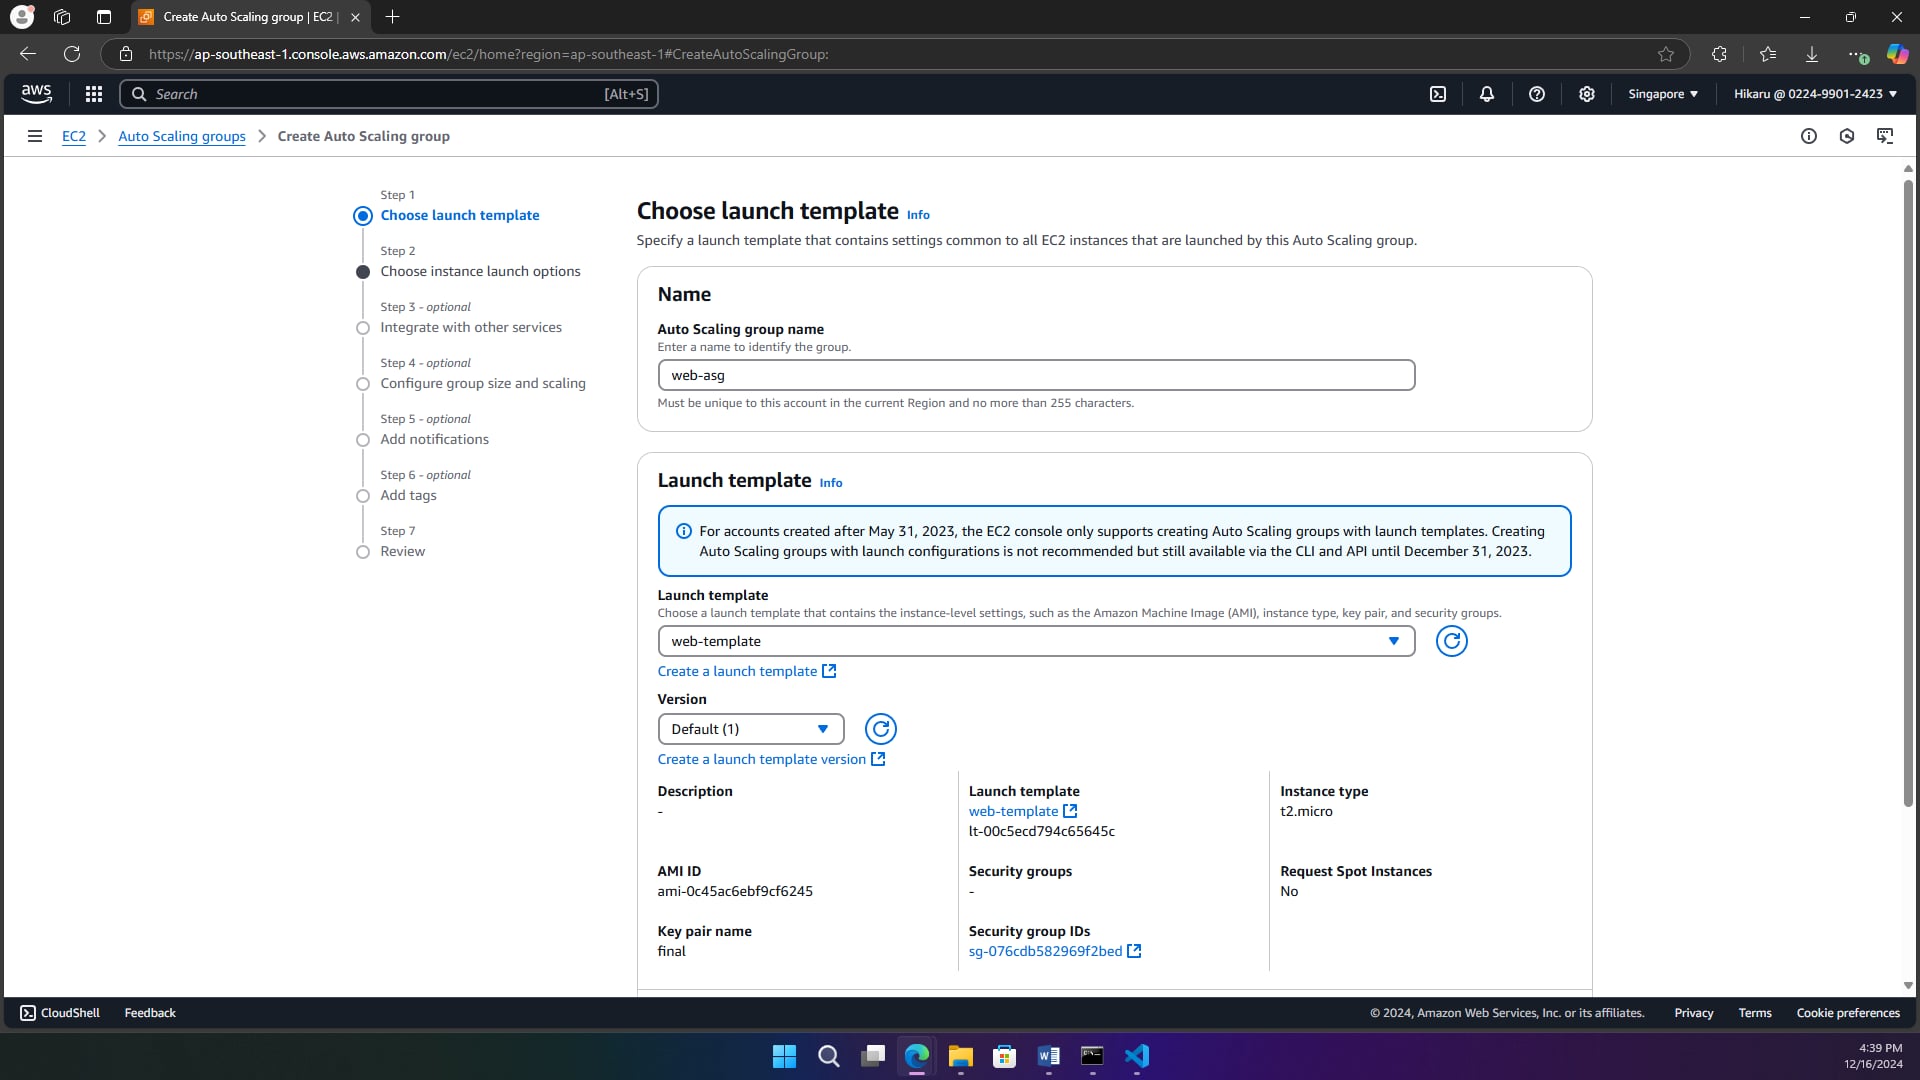 Create Auto Scaling group | EC2 |
https://ap-southeast-1.console.aws.amazon.com/ec2/home?region=ap-southeast-1#CreateAutoScalingGroup:
aws
Search
[Alt+S]
Singapore
Hikaru @ 0224-9901-2423
EC2
Auto Scaling groups
Create Auto Scaling group
Step 1
Choose launch template
Step 2
Choose instance launch options
Step 3 - optional
Integrate with other services
Step 4 - optional
Configure group size and scaling
Step 5 - optional
Add notifications
Step 6 - optional
Add tags
Step 7
Review
Choose launch template Info
Specify a launch template that contains settings common to all EC2 instances that are launched by this Auto Scaling group.
Name
Auto Scaling group name
Enter a name to identify the group.
web-asg
Must be unique to this account in the current Region and no more than 255 characters.
Launch template Info
For accounts created after May 31, 2023, the EC2 console only supports creating Auto Scaling groups with launch templates. Creating
Auto Scaling groups with launch configurations is not recommended but still available via the CLI and API until December 31, 2023.
Launch template
Choose a launch template that contains the instance-level settings, such as the Amazon Machine Image (AMI), instance type, key pair, and security groups.
web-template
Create a launch template
Version
Default (1)
Create a launch template version
Description
-
Launch template
web-template
lt-00c5ecd794c65645c
Instance type
t2.micro
AMI ID
ami-0c45ac6ebf9cf6245
Security groups
-
Request Spot Instances
No
Key pair name
final
Security group IDs
sg-076cdb582969f2bed
CloudShell
Feedback
© 2024, Amazon Web Services, Inc. or its affiliates.
Privacy
Terms
Cookie preferences
4:39 PM
12/16/2024